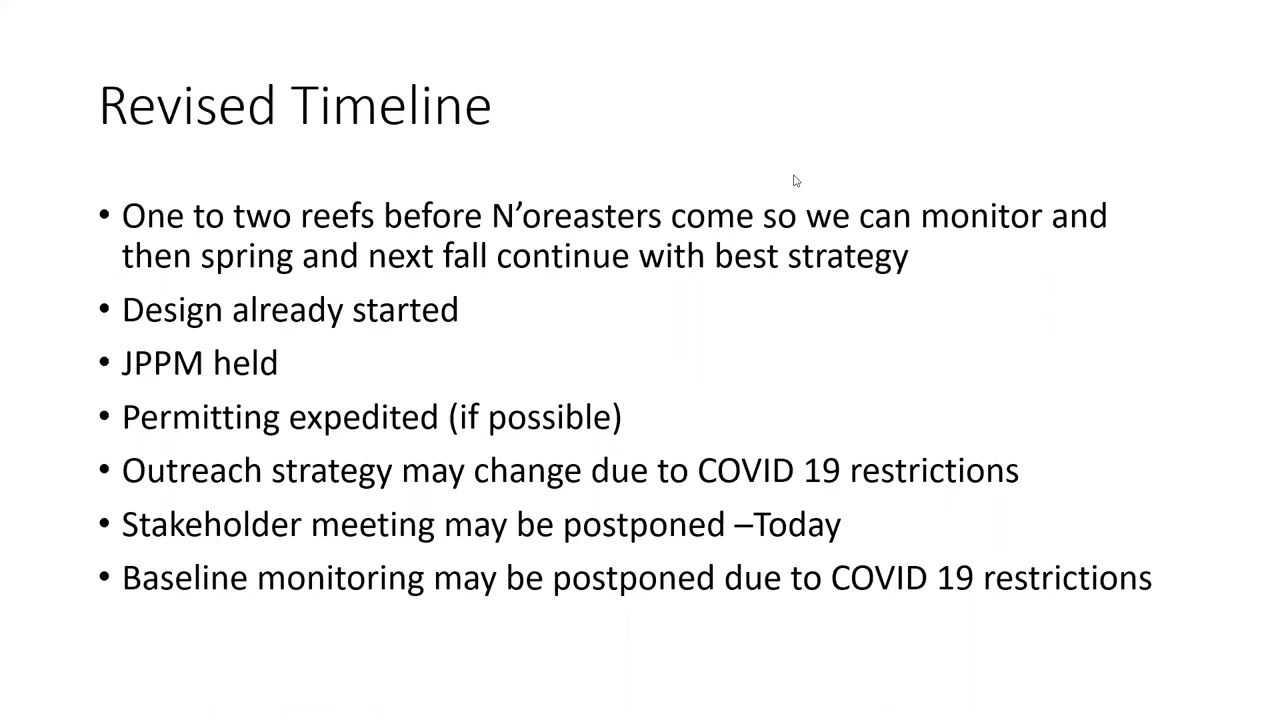 Revised Timeline
• One to two reefs before N’oreasters come so we can monitor and
then spring and next fall continue with best strategy
• Design already started
• JPPM held
• Permitting expedited (if possible)
• Outreach strategy may change due to COVID 19 restrictions
• Stakeholder meeting may be postponed –Today
• Baseline monitoring may be postponed due to COVID 19 restrictions